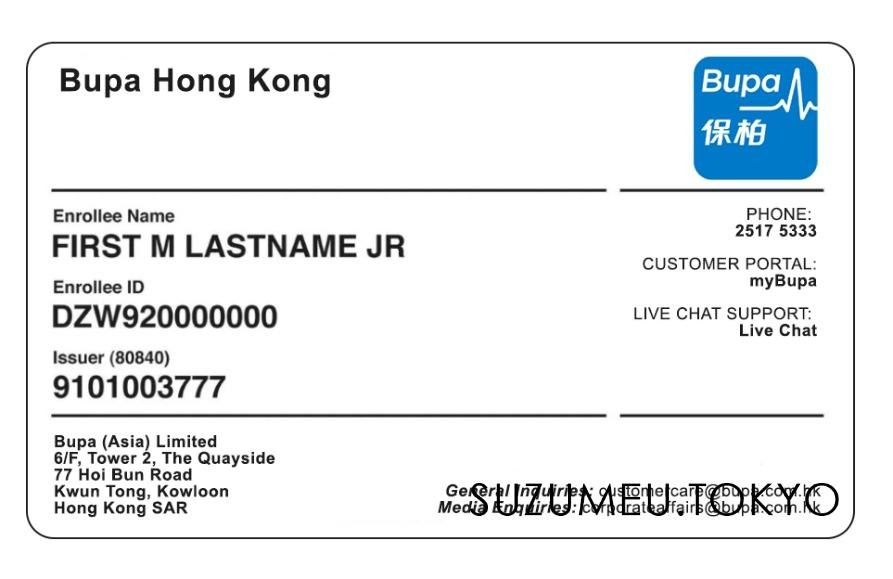 Bupa Hong Kong
Bupa
保柏
Enrollee Name
FIRST M LASTNAME JR
Enrollee ID
DZW920000000
Issuer (80840)
9101003777
PHONE:
2517 5333
CUSTOMER PORTAL:
myBupa
LIVE CHAT SUPPORT:
Live Chat
Bupa (Asia) Limited
6/F, Tower 2, The Quayside
77 Hoi Bun Road
Kwun Tong, Kowloon
Hong Kong SAR
General Inquiries: customercare@bupa.com.hk
Media Enquiries: corporateaffairs@bupa.com.hk
SUZUMEU.TOKYO